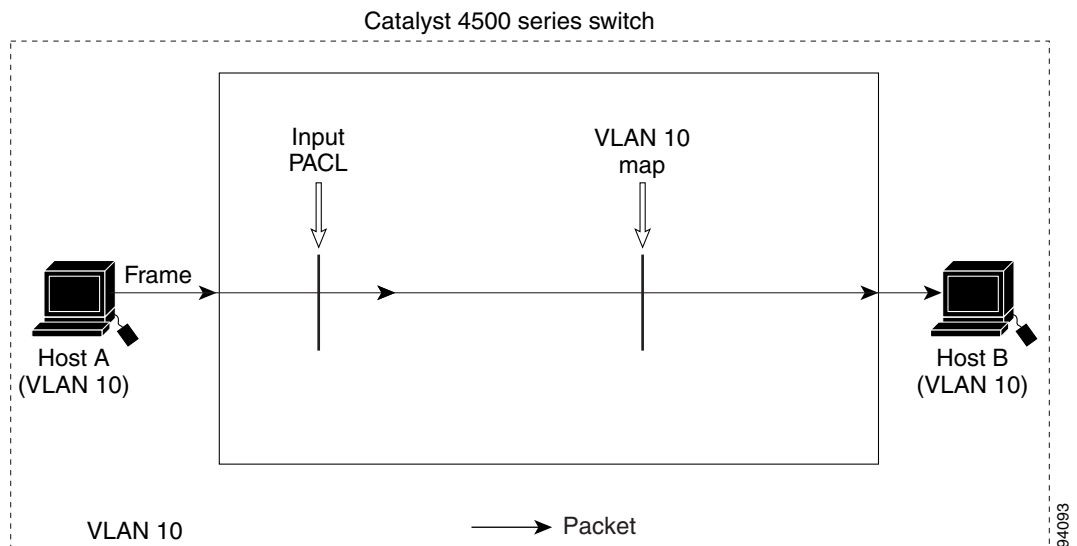 Catalyst 4500 series switch
Input
PACL
VLAN 10
map
Frame
Host A
(VLAN 10)
Host B
(VLAN 10)
VLAN 10
Packet
94093